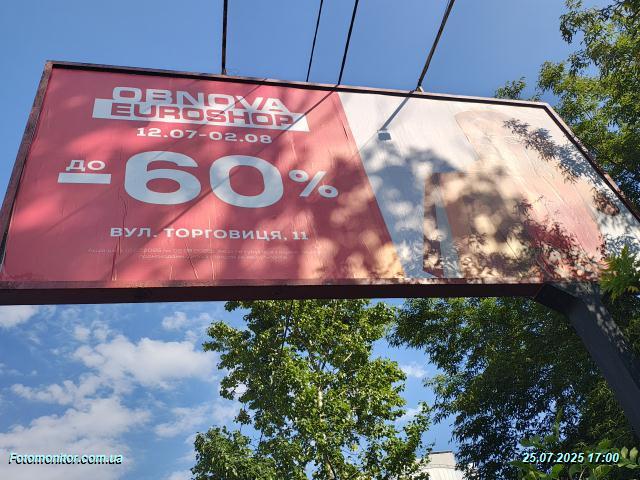 OBNOVA
EUROSHOP
12.07-02.08
ДО
-60%
ВУЛ. ТОРГОВИЦЯ, 11
Fotomonitor.com.ua
25.07.2025 17:00